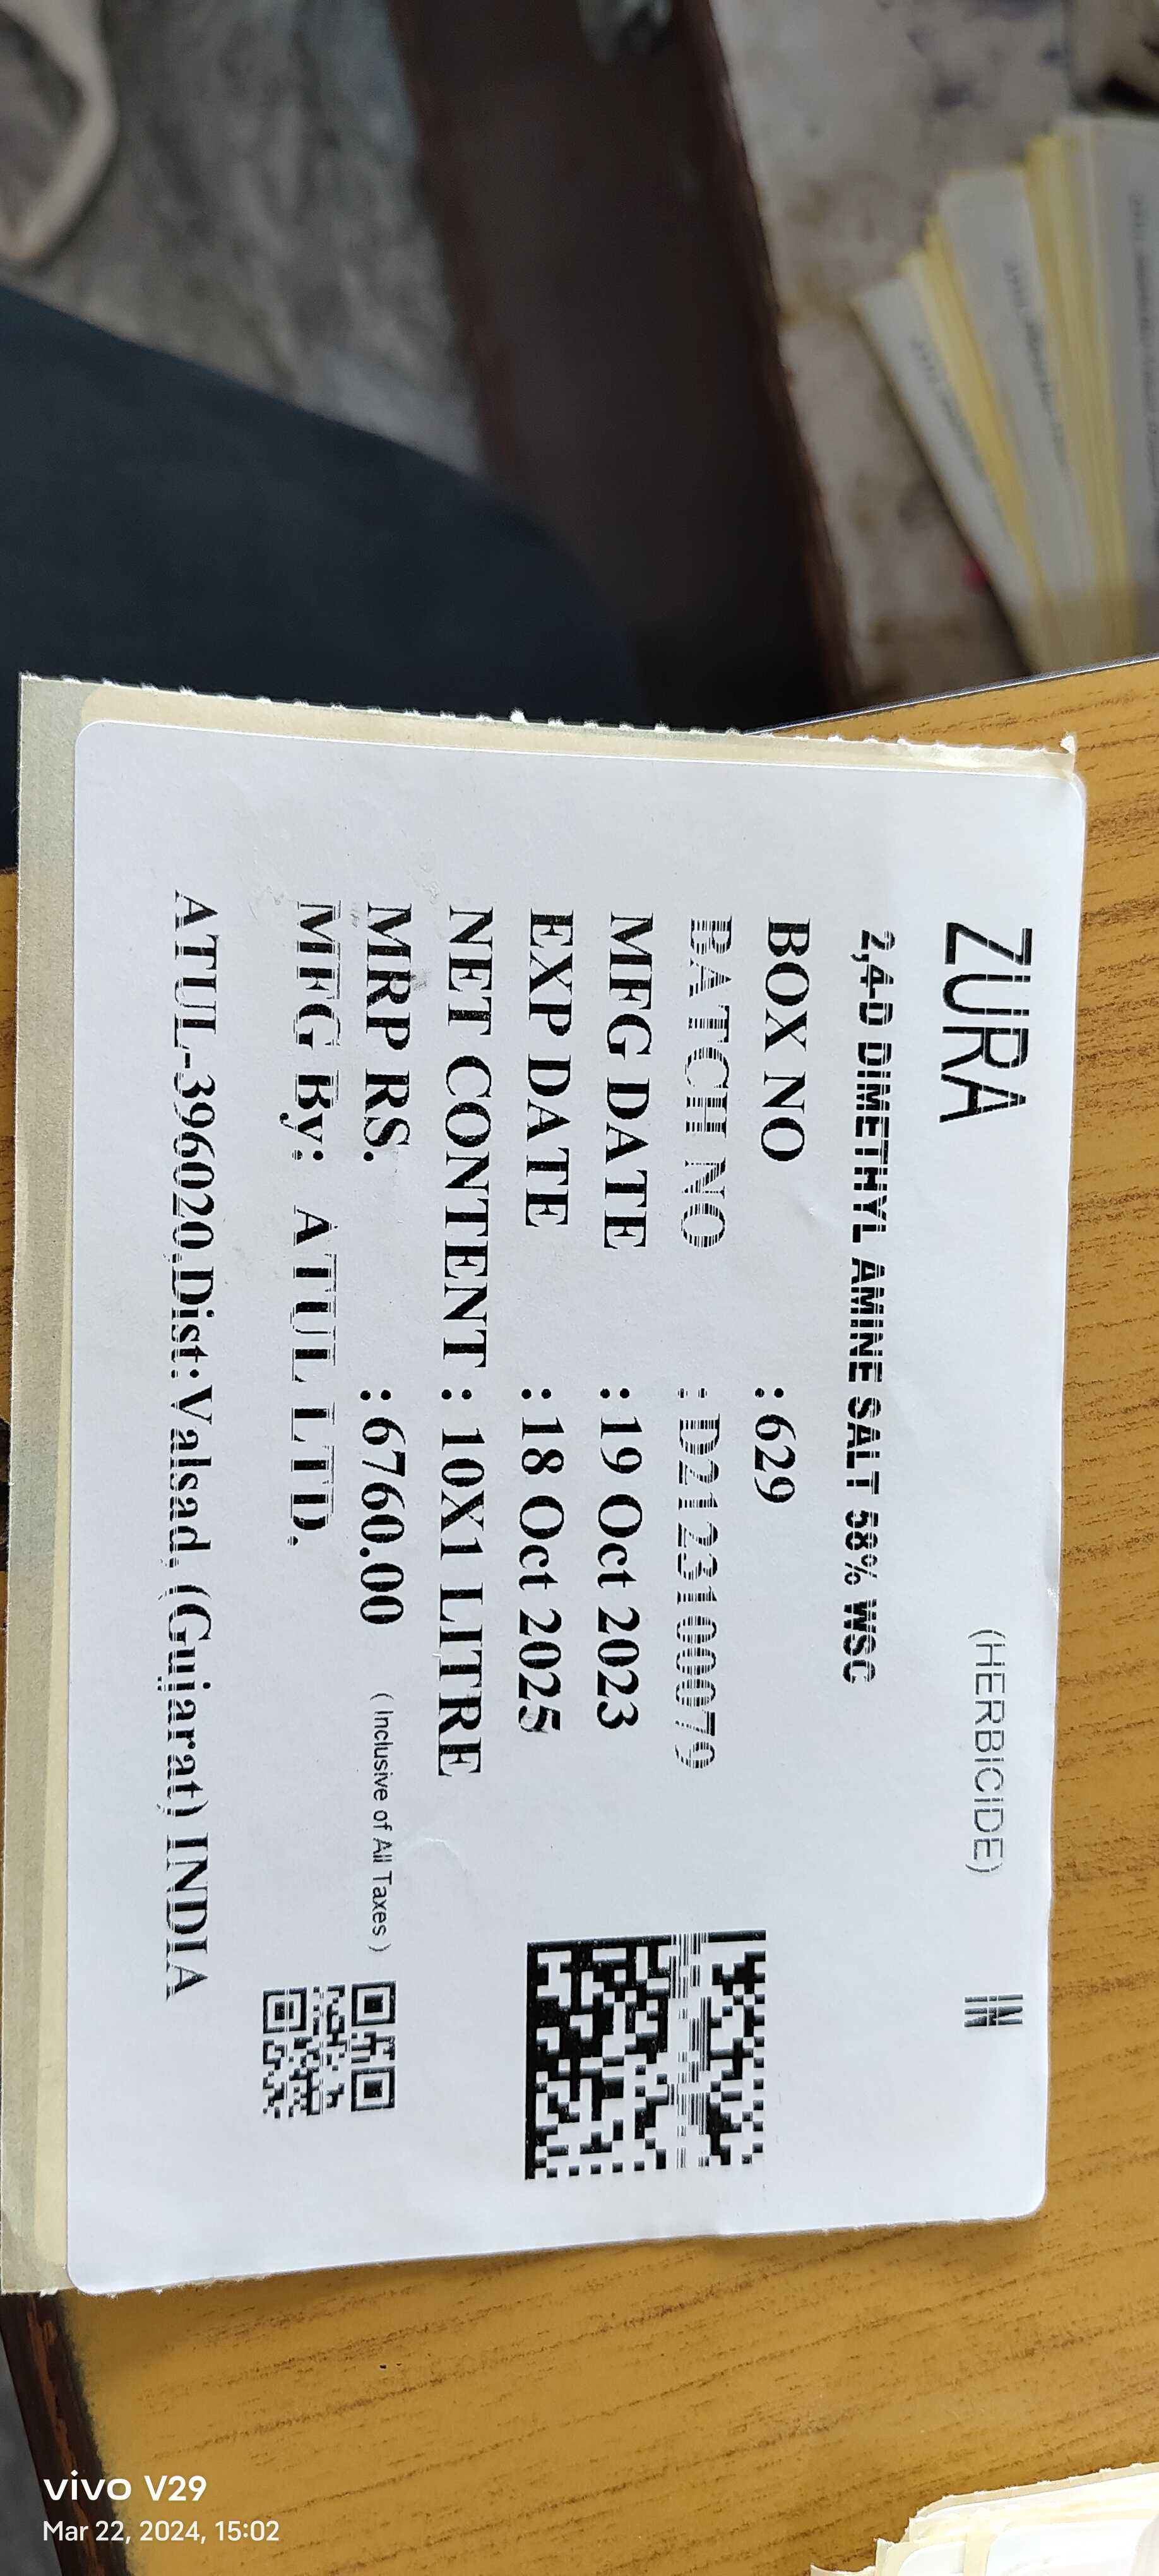 ZURA (HERBICIDE) IN
2,4-D DIMETHYL AMINE SALT 58% WSC
BOX NO : 629
BATCH NO : D212310079
MFG DATE : 19 Oct 2023
EXP DATE : 18 Oct 2025
NET CONTENT : 10X1 LITRE
MRP RS. : 6760.00 ( Inclusive of All Taxes )
MFG By: ATUL LTD.
ATUL-396020,Dist:Valsad, (Gujarat) INDIA
vivo V29
Mar 22, 2024, 15:02